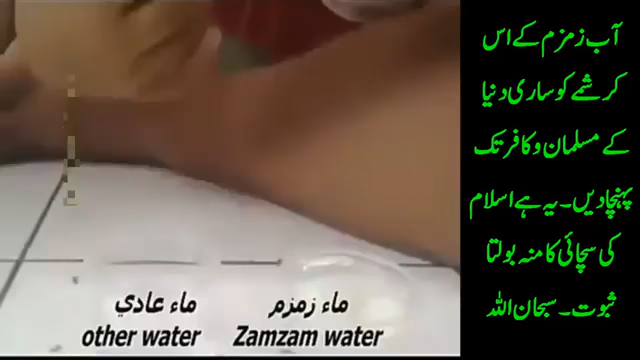 آب زمزم کے اس
کرشمے کو ساری دنیا
کے مسلمان و کافر تک
پہنچا دیں۔ یہ ہے اسلام
کی سچائی کا منہ بولتا
ثبوت۔ سبحان اللہ
ماء زمزم
ماء عادي
other water
Zamzam water